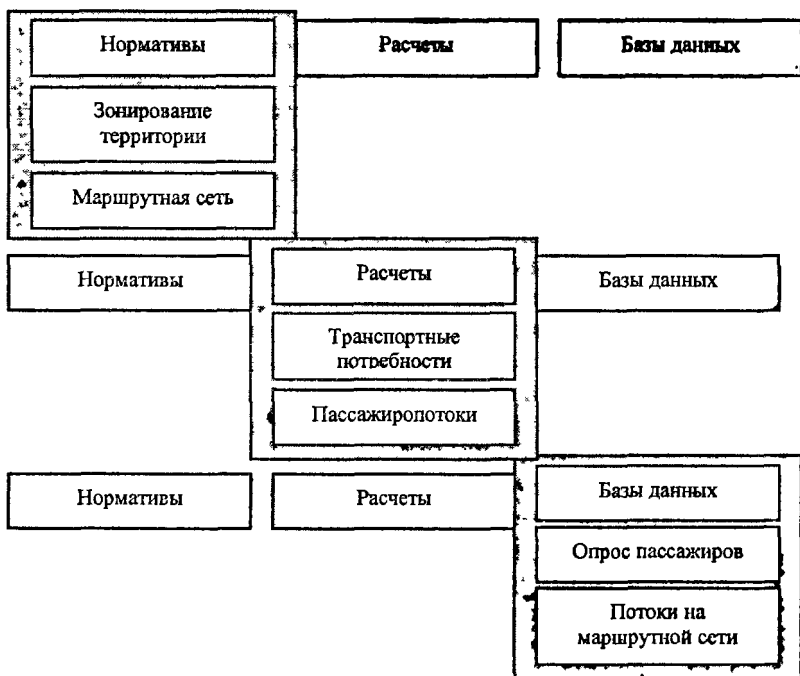 Нормативы
Расчеты
Базы данных
Зонирование
территории
Маршрутная сеть
Нормативы
Расчеты
Базы данных
Транспортные
потребности
Пассажиропотоки
Нормативы
Расчеты
Базы данных
Опрос пассажиров
Потоки на
маршрутной сети